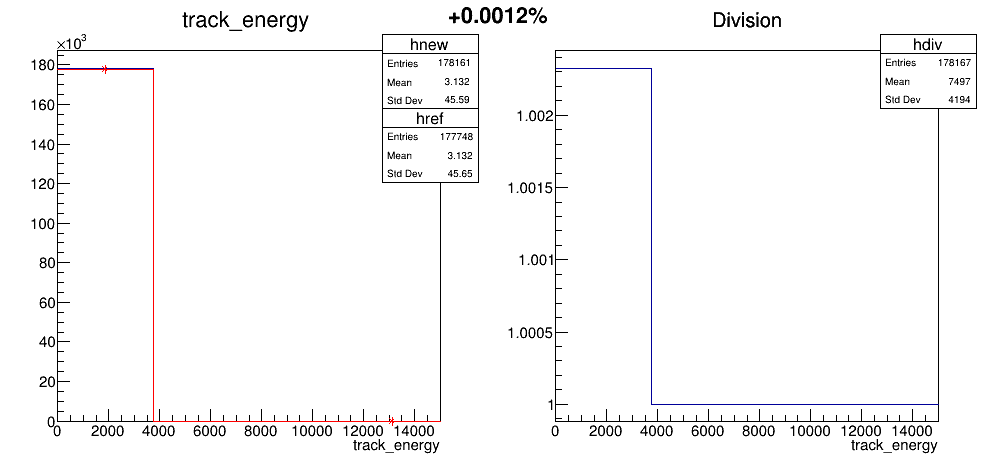 track_energy
+0.0012%
Division
×10³
hnew
Entries 178161
Mean 3.132
Std Dev 45.59
href
Entries 177748
Mean 3.132
Std Dev 45.65
180
160
140
120
100
80
60
40
20
0
0 2000 4000 6000 8000 10000 12000 14000
track_energy
hdiv
Entries 178167
Mean 7497
Std Dev 4194
1.002
1.0015
1.001
1.0005
1
0 2000 4000 6000 8000 10000 12000 14000
track_energy